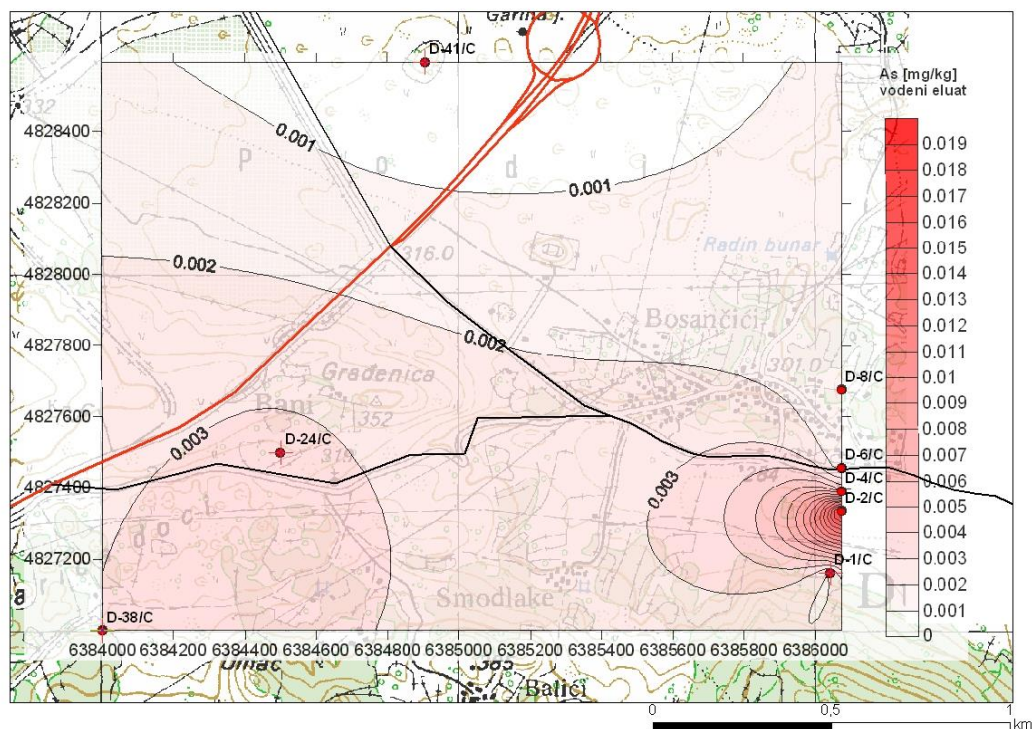 Garina j.
D-41/C
As [mg/kg]
vodeni eluat
332
4828400
4828200
4828000
4827800
4827600
4827400
4827200
0.001
P o d i
0.001
316.0
Radin bunar
0.002
0.002
Bosančići
301.0
Građenica
Bani
352
0.003
D-24/C
D-8/C
D-6/C
D-4/C
D-2/C
0.003
284
D-1/C
Smodlake
D-38/C
0.019
0.018
0.017
0.016
0.015
0.014
0.013
0.012
0.011
0.01
0.009
0.008
0.007
0.006
0.005
0.004
0.003
0.002
0.001
0
6384000 6384200 6384400 6384600 6384800 6385000 6385200 6385400 6385600 6385800 6386000
Umac
385
Balići
0 0,5 1
km